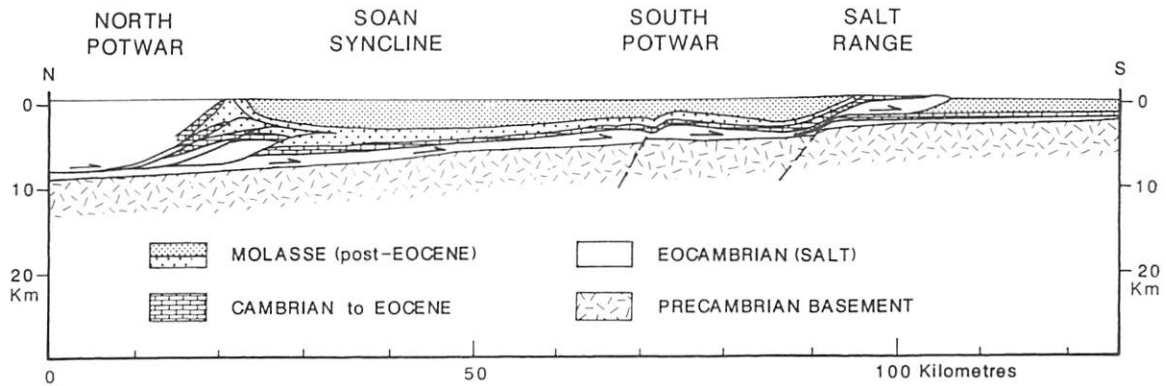 NORTH
POTWAR
SOAN
SYNCLINE
SOUTH
POTWAR
SALT
RANGE
N
S
0
0
10
10
20
Km
20
Km
MOLASSE (post-EOCENE)
EOCAMBRIAN (SALT)
CAMBRIAN to EOCENE
PRECAMBRIAN BASEMENT
0
50
100 Kilometres